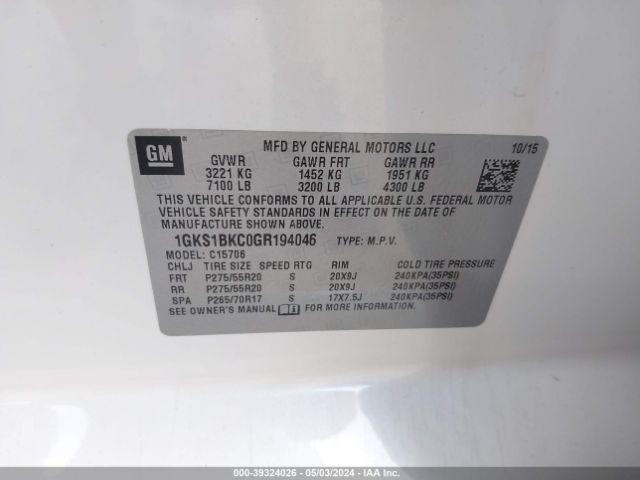 GM
MFD BY GENERAL MOTORS LLC 10/15
GVWR GAWR FRT GAWR RR
3221 KG 1452 KG 1951 KG
7100 LB 3200 LB 4300 LB
THIS VEHICLE CONFORMS TO ALL APPLICABLE U.S. FEDERAL MOTOR
VEHICLE SAFETY STANDARDS IN EFFECT ON THE DATE OF
MANUFACTURE SHOWN ABOVE.
1GKS1BKC0GR194046 TYPE: M.P.V.
MODEL: C15706
CHLJ TIRE SIZE SPEED RTG RIM COLD TIRE PRESSURE
FRT P275/55R20 S 20X9J 240KPA(35PSI)
RR P275/55R20 S 20X9J 240KPA(35PSI)
SPA P265/70R17 S 17X7.5J 240KPA(35PSI)
SEE OWNER'S MANUAL FOR MORE INFORMATION
COPART: 39324026 - 05/03/2024 - IAA Inc.